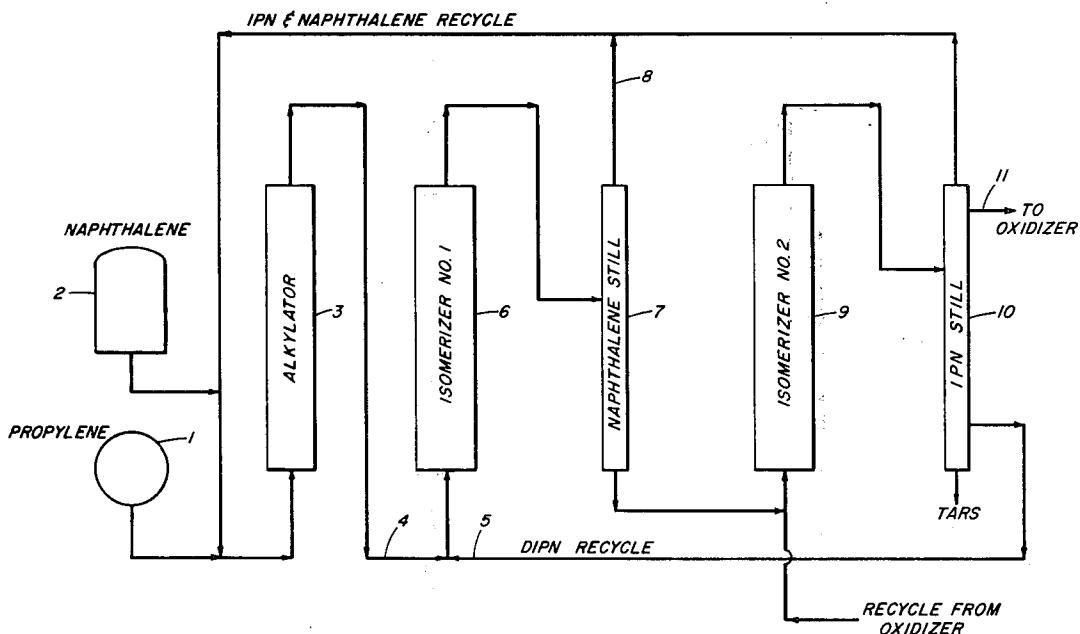 IPN & NAPHTHALENE RECYCLE
8
11
TO
OXIDIZER
NAPHTHALENE
2
ALKYLATOR
3
ISOMERIZER NO. 1
6
NAPHTHALENE STILL
7
ISOMERIZER NO. 2
9
IPN STILL
10
PROPYLENE
1
TARS
4
5
DIPN RECYCLE
RECYCLE FROM
OXIDIZER